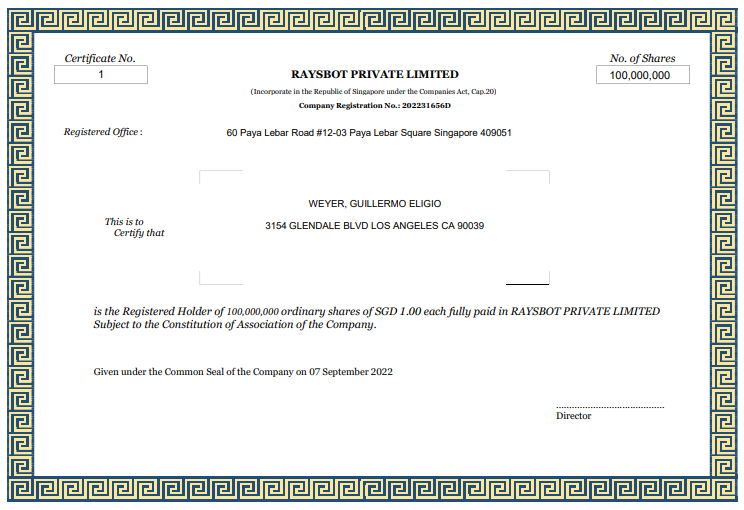 Certificate No.
1
RAYSBOT PRIVATE LIMITED
(Incorporate in the Republic of Singapore under the Companies Act, Cap.20)
Company Registration No.: 202231656D
No. of Shares
100,000,000
Registered Office :
60 Paya Lebar Road #12-03 Paya Lebar Square Singapore 409051
This is to
Certify that
WEYER, GUILLERMO ELIGIO
3154 GLENDALE BLVD LOS ANGELES CA 90039
is the Registered Holder of 100,000,000 ordinary shares of SGD 1.00 each fully paid in RAYSBOT PRIVATE LIMITED
Subject to the Constitution of Association of the Company.
Given under the Common Seal of the Company on 07 September 2022
Director